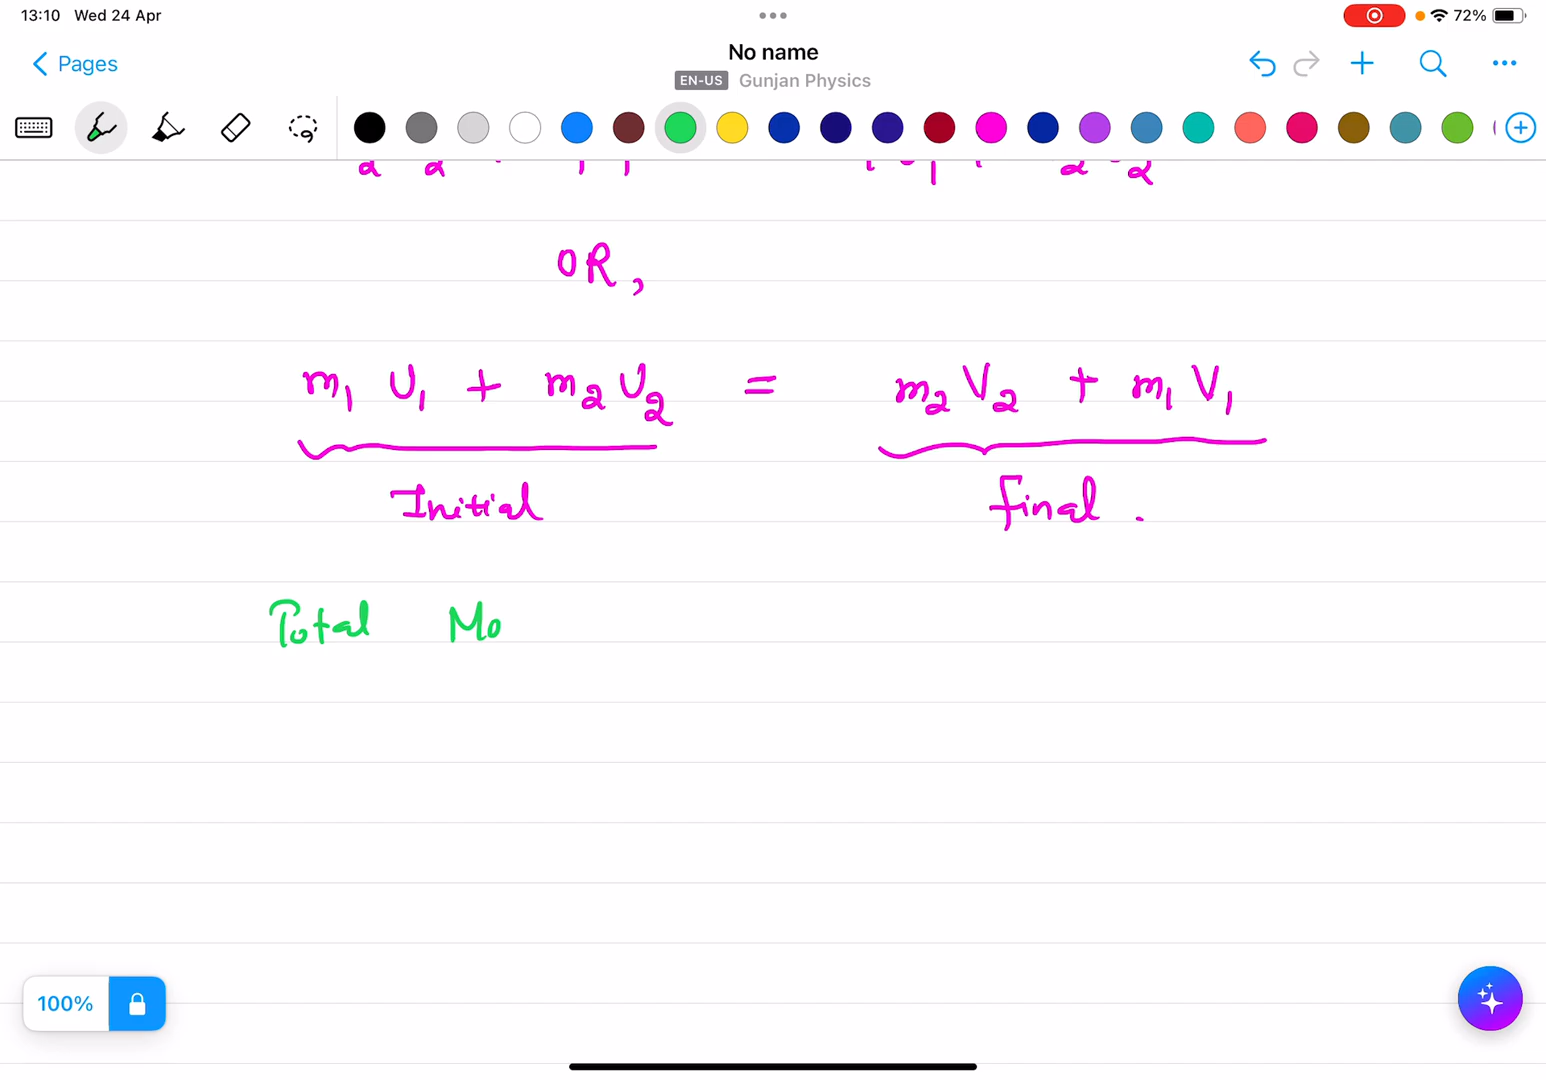 13:10 Wed 24 Apr
72%
Pages
No name
EN-US Gunjan Physics
OR,
m₁ U₁ + m₂ U₂ = m₂ V₂ + m₁ V₁
Initial final.
Total Mo
100%